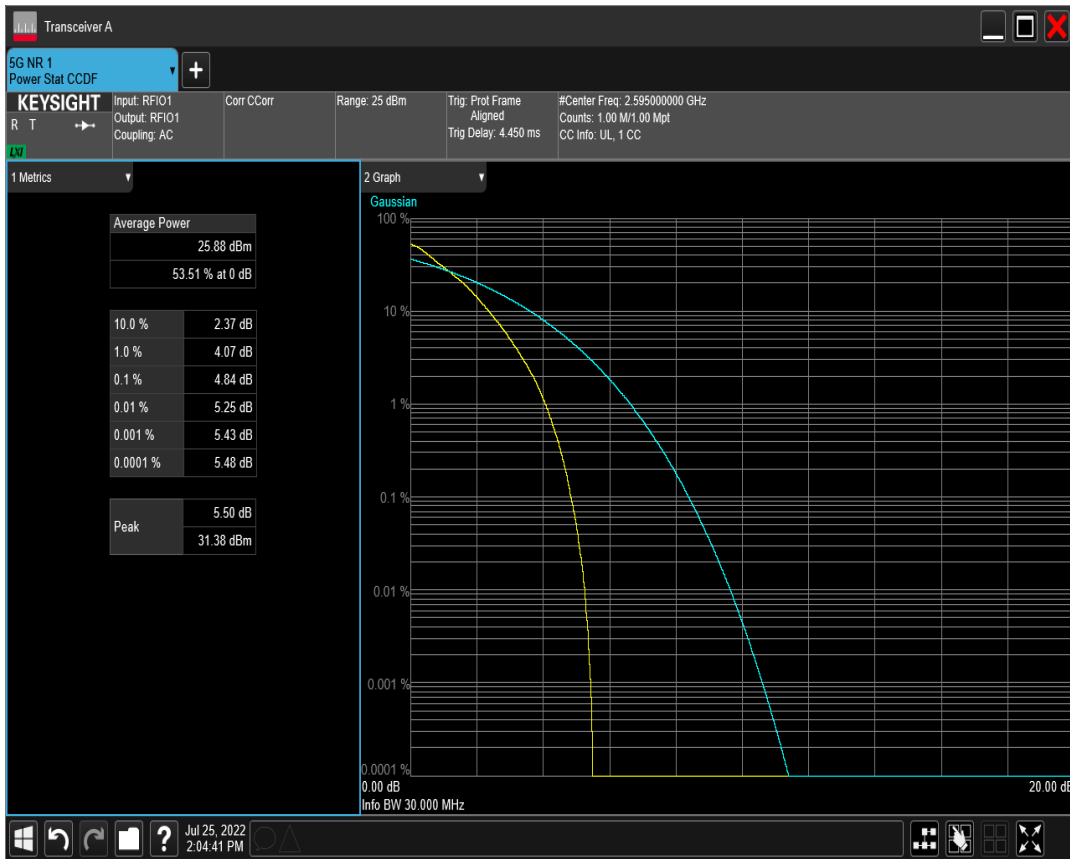 Transceiver A
5G NR 1
Power Stat CCDF
+
KEYSIGHT
R T
LXI
Input: RFIO1
Output: RFIO1
Coupling: AC
Corr CCorr
Range: 25 dBm
Trig: Prot Frame
Aligned
Trig Delay: 4.450 ms
#Center Freq: 2.595000000 GHz
Counts: 1.00 M/1.00 Mpt
CC Info: UL, 1 CC
1 Metrics
Average Power
25.88 dBm
53.51 % at 0 dB
10.0 % 2.37 dB
1.0 % 4.07 dB
0.1 % 4.84 dB
0.01 % 5.25 dB
0.001 % 5.43 dB
0.0001 % 5.48 dB
Peak
5.50 dB
31.38 dBm
2 Graph
Gaussian
100 %
10 %
1 %
0.1 %
0.01 %
0.001 %
0.0001 %
0.00 dB
20.00 dB
Info BW 30.000 MHz
?
Jul 25, 2022
2:04:41 PM